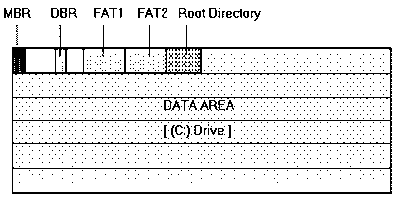 MBR DBR FAT1 FAT2 Root Directory
DATA AREA
[ (C:) Drive ]